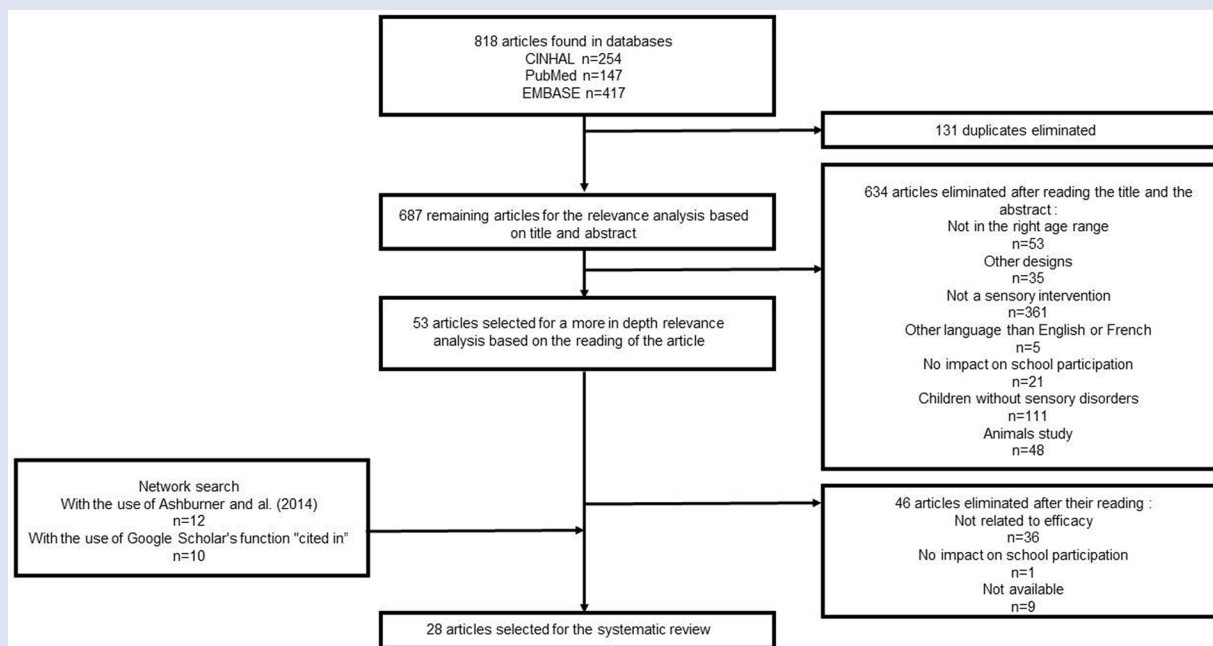 818 articles found in databases
CINHAL n=254
PubMed n=147
EMBASE n=417
131 duplicates eliminated
687 remaining articles for the relevance analysis based
on title and abstract
634 articles eliminated after reading the title and the
abstract :
Not in the right age range
n=53
Other designs
n=35
Not a sensory intervention
n=361
Other language than English or French
n=5
No impact on school participation
n=21
Children without sensory disorders
n=111
Animals study
n=48
53 articles selected for a more in depth relevance
analysis based on the reading of the article
Network search
With the use of Ashburner and al. (2014)
n=12
With the use of Google Scholar's function "cited in"
n=10
46 articles eliminated after their reading :
Not related to efficacy
n=36
No impact on school participation
n=1
Not available
n=9
28 articles selected for the systematic review